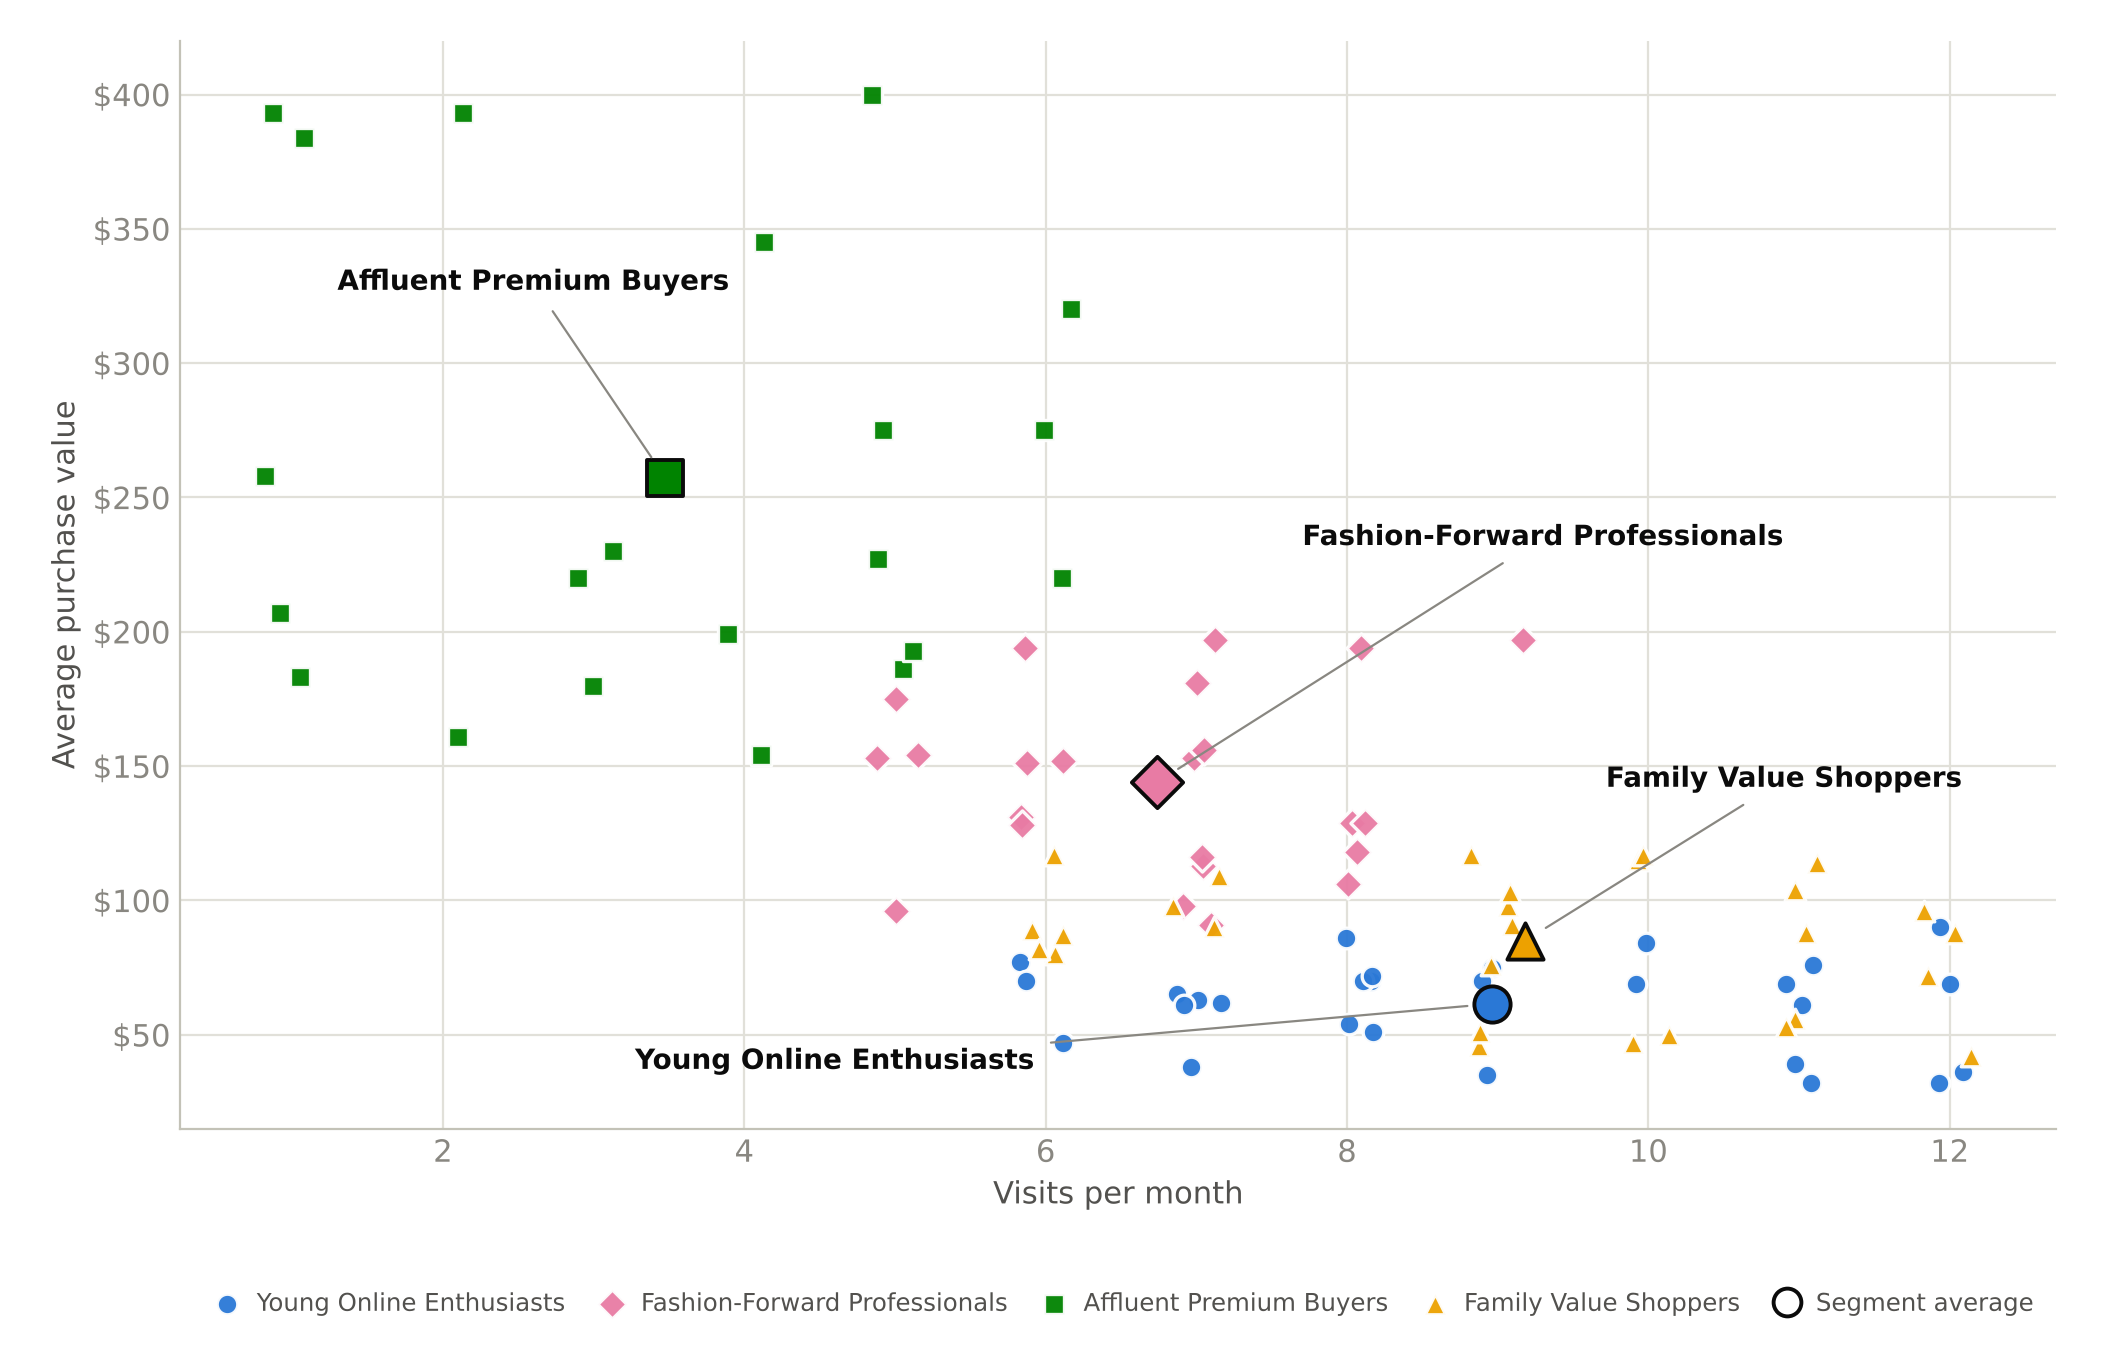 $400
$350
Affluent Premium Buyers
$300
Average purchase value
$250
Fashion-Forward Professionals
$200
$150
Family Value Shoppers
$100
$50
Young Online Enthusiasts
2 4 6 8 10 12
Visits per month
Young Online Enthusiasts Fashion-Forward Professionals Affluent Premium Buyers Family Value Shoppers Segment average